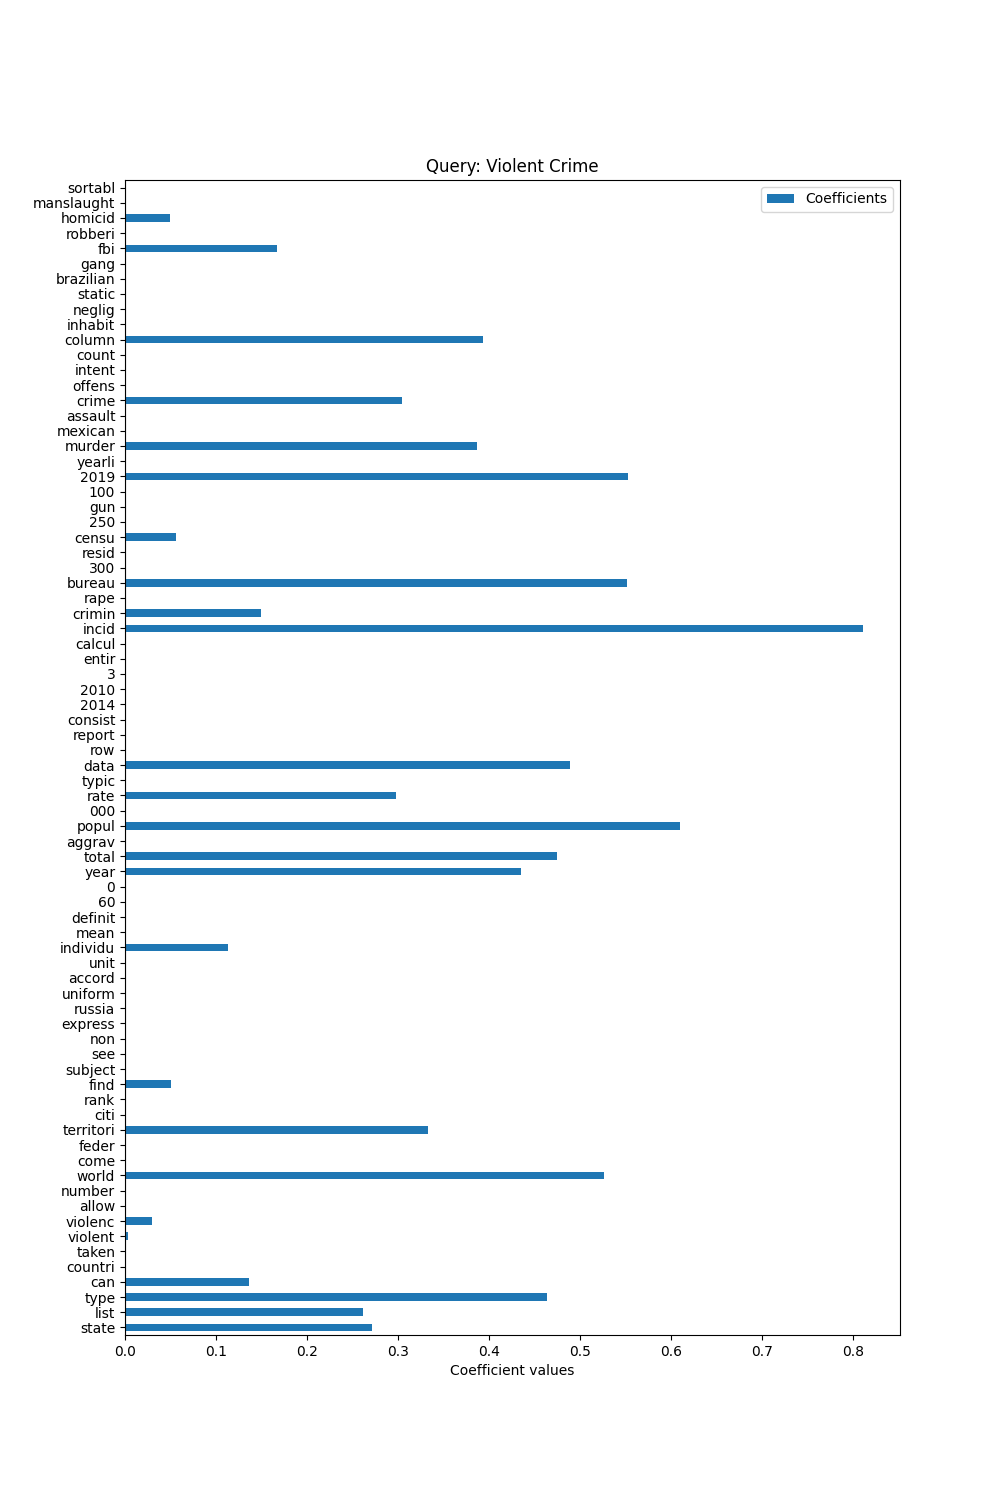 Query: Violent Crime
Coefficients
sortabl
manslaught
homicid
robberi
fbi
gang
brazilian
static
neglig
inhabit
column
count
intent
offens
crime
assault
mexican
murder
yearli
2019
100
gun
250
censu
resid
300
bureau
rape
crimin
incid
calcul
entir
3
2010
2014
consist
report
row
data
typic
rate
000
popul
aggrav
total
year
0
60
definit
mean
individu
unit
accord
uniform
russia
express
non
see
subject
find
rank
citi
territori
feder
come
world
number
allow
violenc
violent
taken
countri
can
type
list
state
0.0 0.1 0.2 0.3 0.4 0.5 0.6 0.7 0.8
Coefficient values